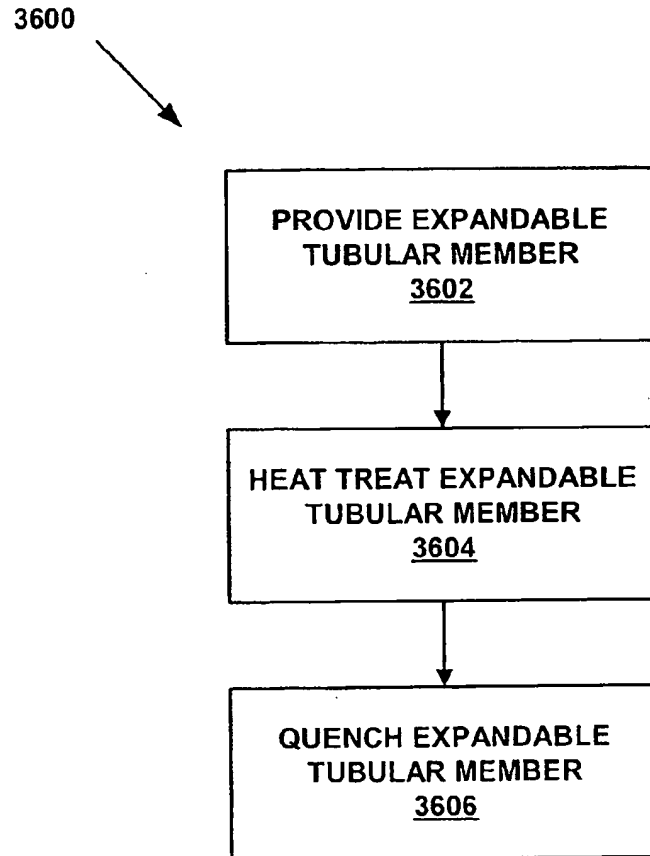 3600
PROVIDE EXPANDABLE
TUBULAR MEMBER
3602
HEAT TREAT EXPANDABLE
TUBULAR MEMBER
3604
QUENCH EXPANDABLE
TUBULAR MEMBER
3606